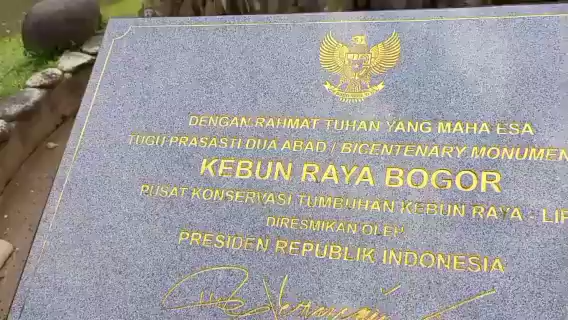 DENGAN RAHMAT TUHAN YANG MAHA ESA
TUGU PRASASTI DUA ABAD / BICENTENARY MONUMEN
KEBUN RAYA BOGOR
PUSAT KONSERVASI TUMBUHAN KEBUN RAYA - LIP
DIRESMIKAN OLEH
PRESIDEN REPUBLIK INDONESIA